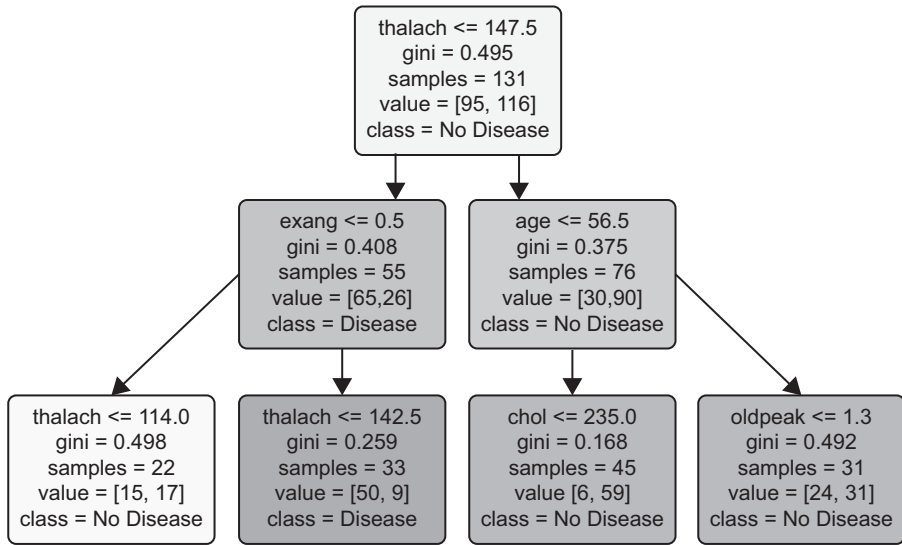 thalach <= 147.5
gini = 0.495
samples = 131
value = [95, 116]
class = No Disease
exang <= 0.5
gini = 0.408
samples = 55
value = [65,26]
class = Disease
age <= 56.5
gini = 0.375
samples = 76
value = [30,90]
class = No Disease
thalach <= 114.0
gini = 0.498
samples = 22
value = [15, 17]
class = No Disease
thalach <= 142.5
gini = 0.259
samples = 33
value = [50, 9]
class = Disease
chol <= 235.0
gini = 0.168
samples = 45
value [6, 59]
class = No Disease
oldpeak <= 1.3
gini = 0.492
samples = 31
value = [24, 31]
class = No Disease